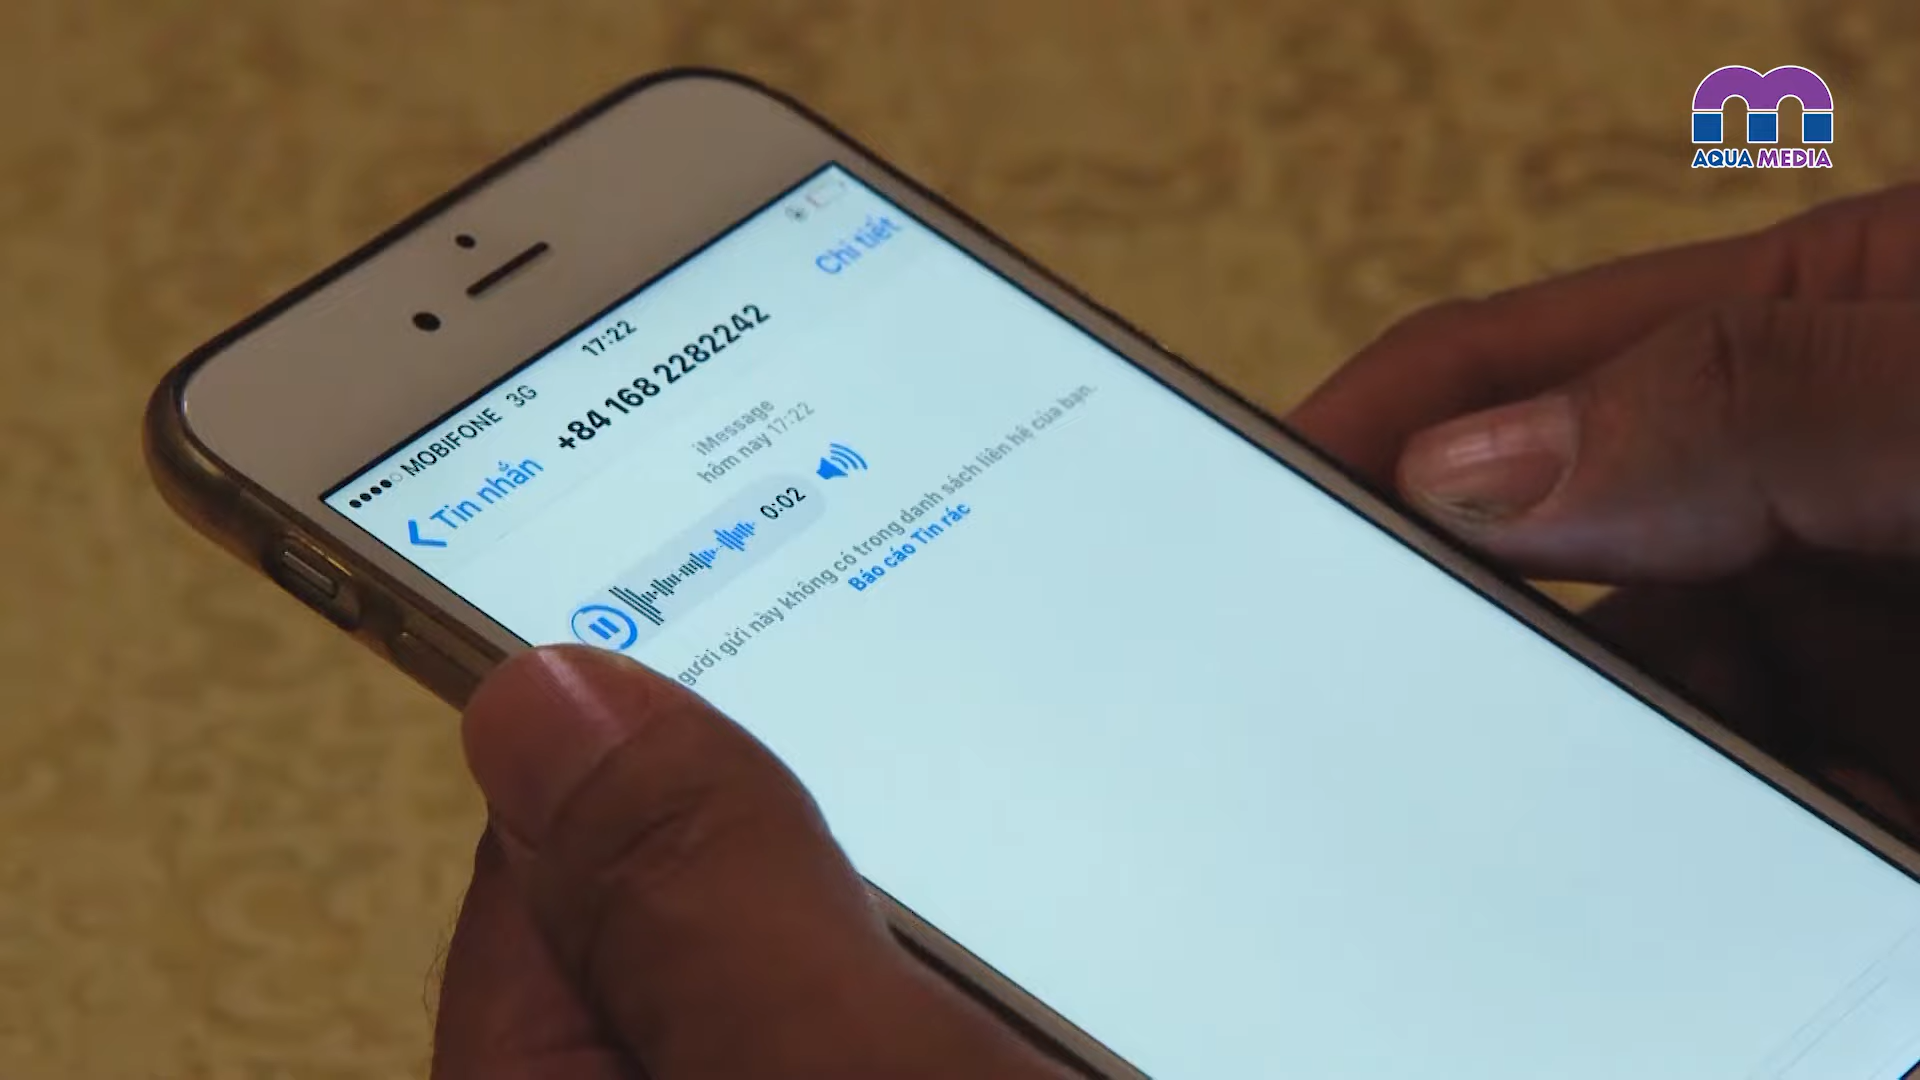 AQUA MEDIA
MOBIFONE 3G 17:22
Tin nhắn
+84 168 2282242
Chi tiết
iMessage
hôm nay 17:22
0:02
gười gửi này không có trong danh sách liên hệ của bạn.
Báo cáo Tin rác